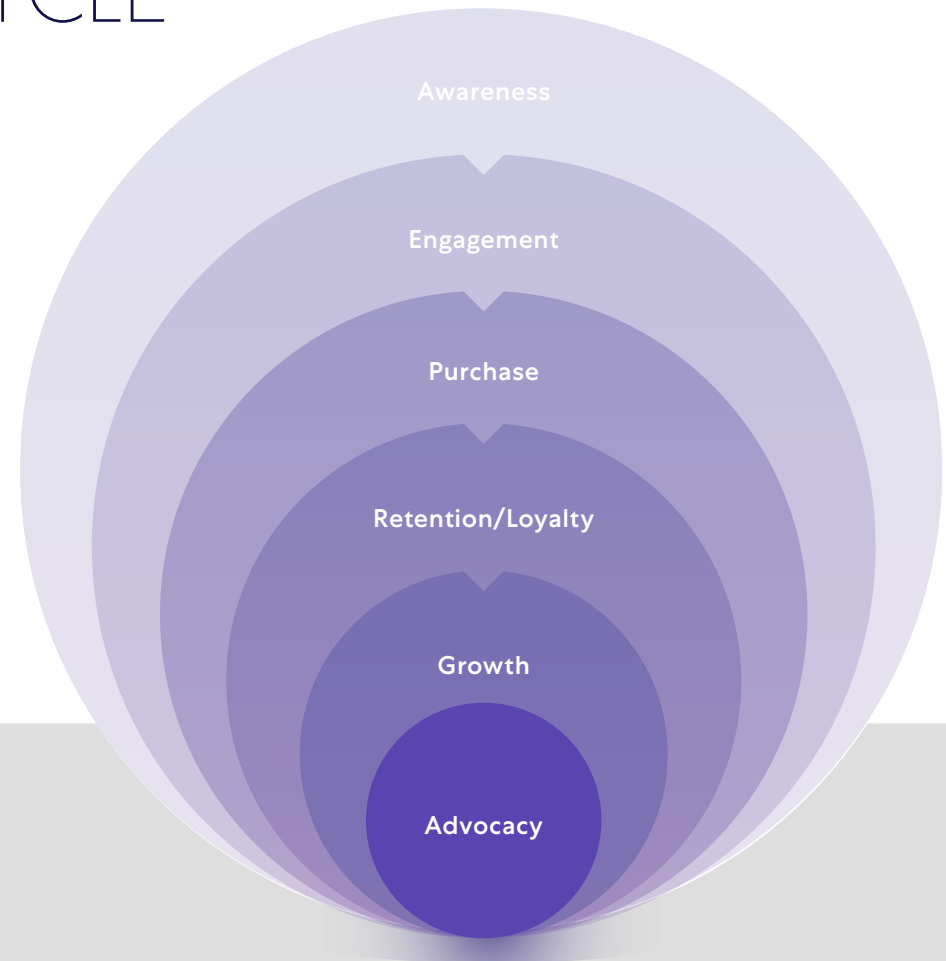 Awareness
Engagement
Purchase
Retention/Loyalty
Growth
Advocacy